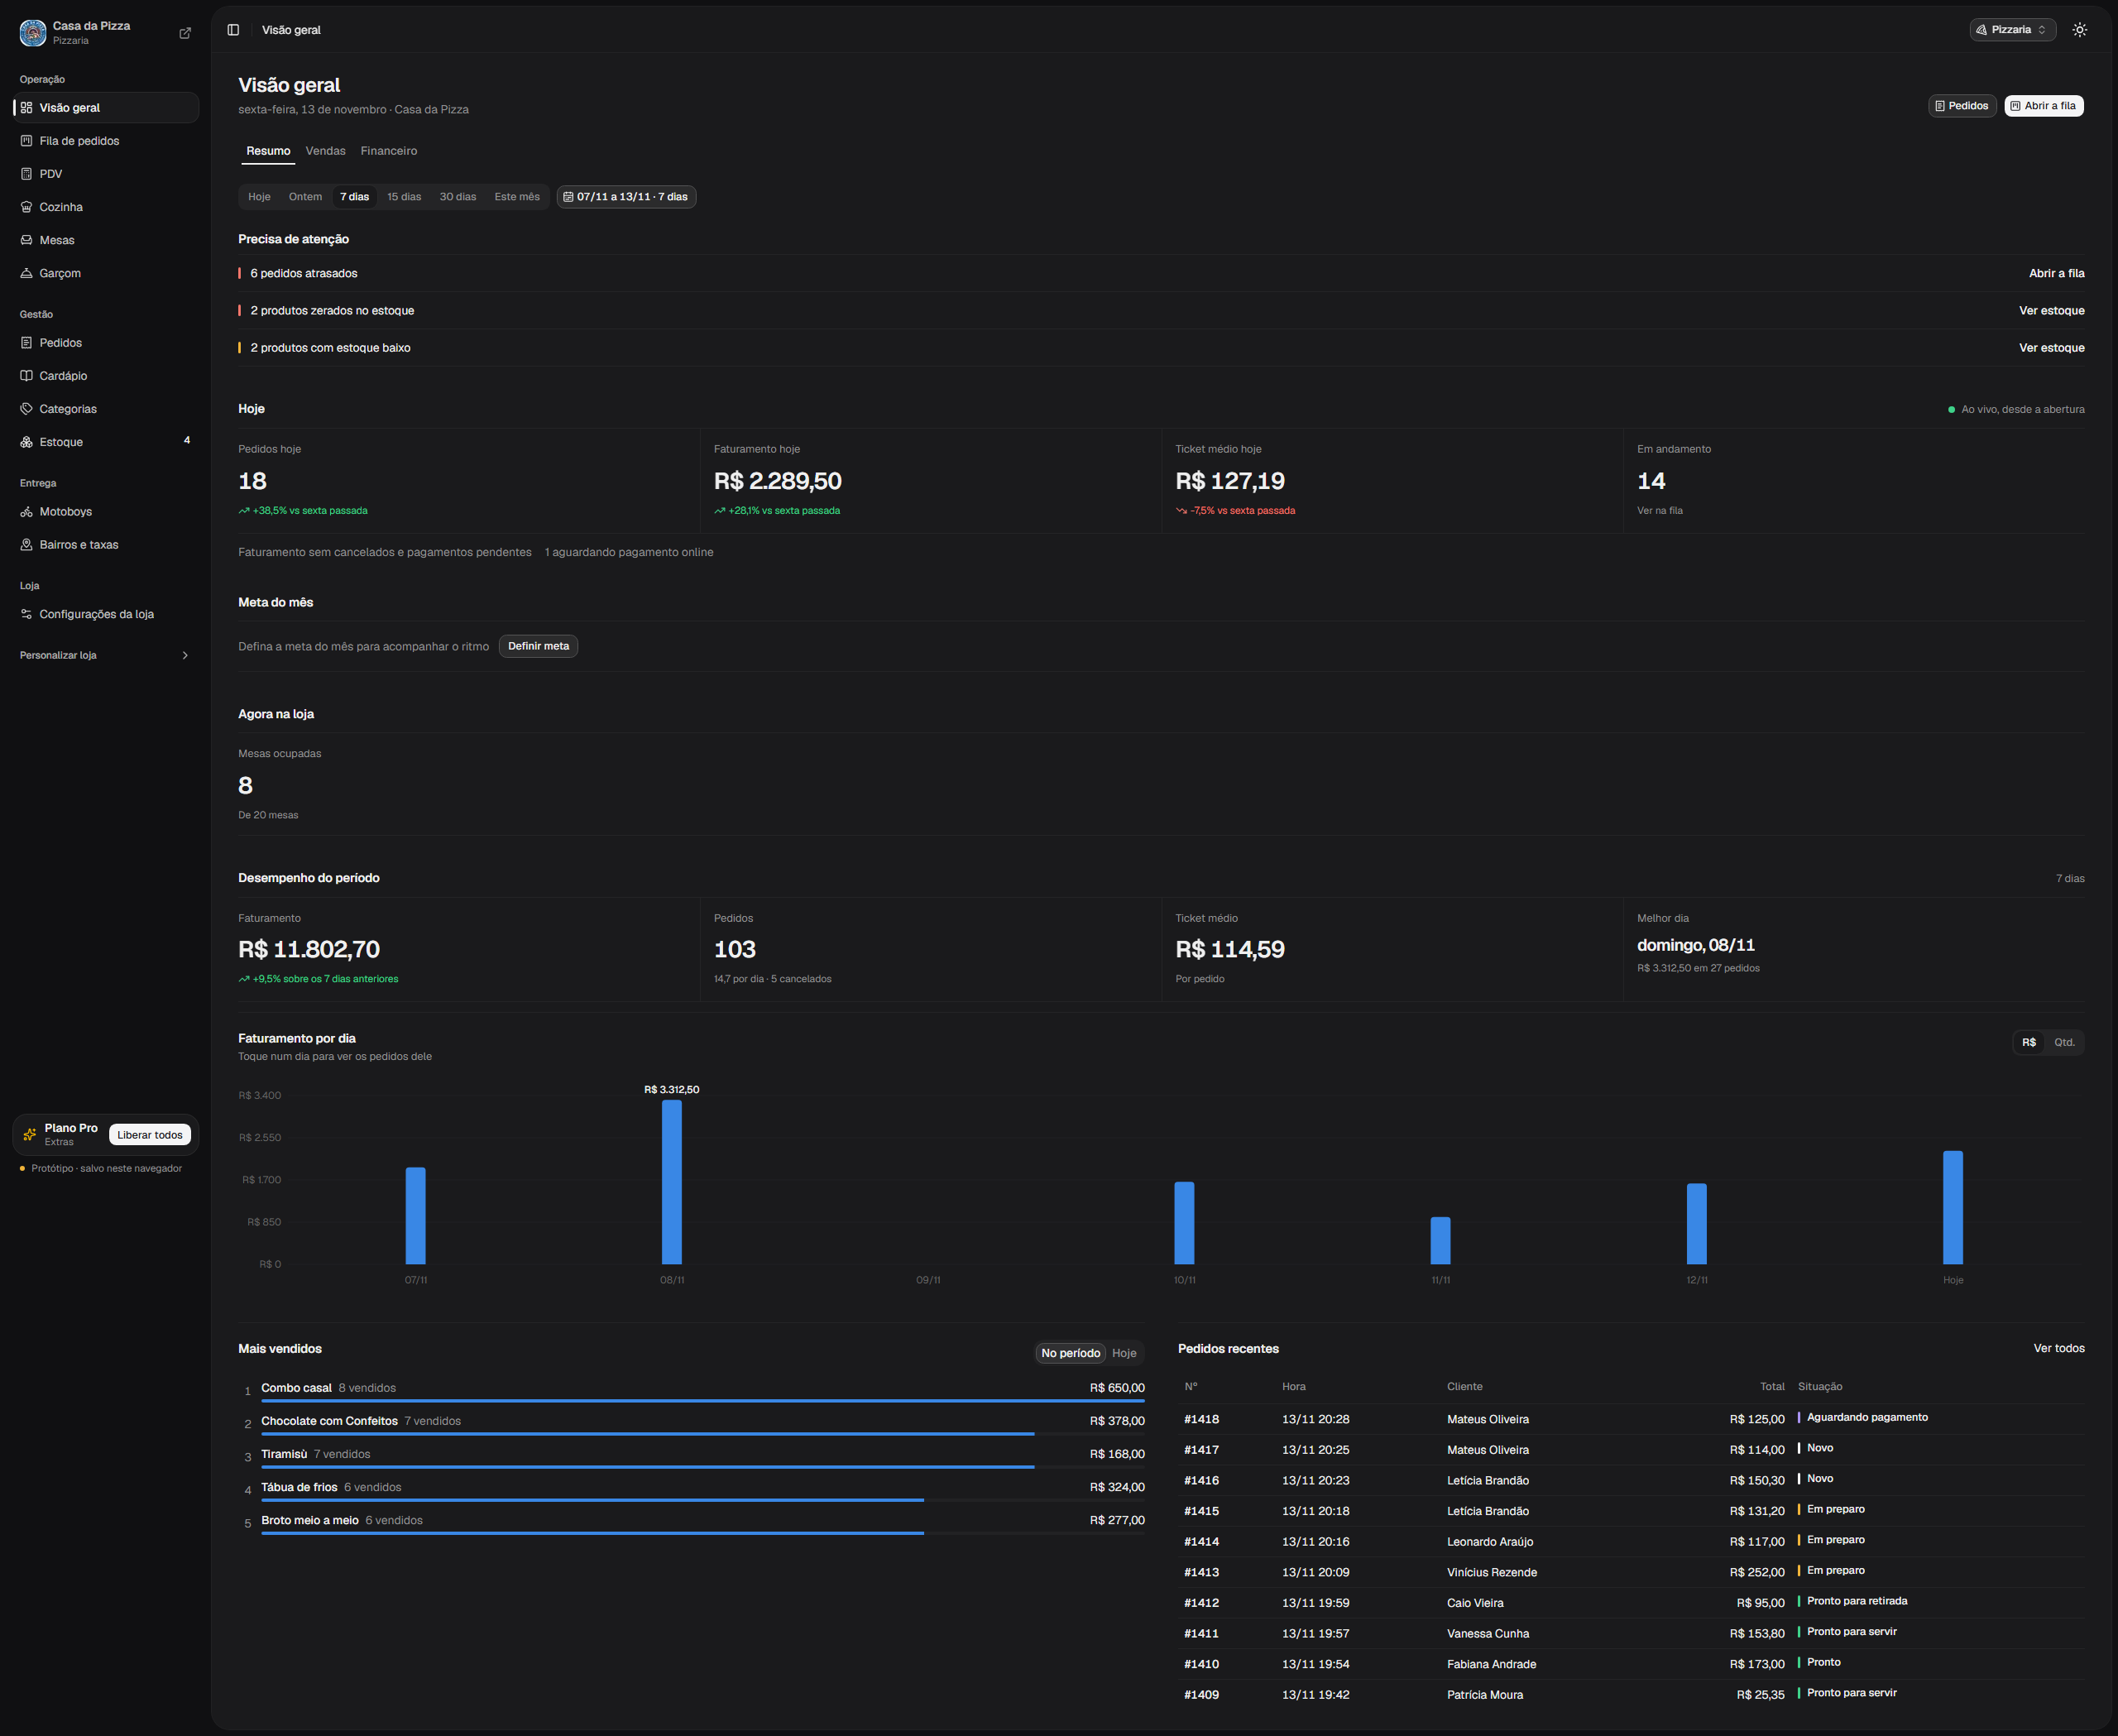 Casa da Pizza
Pizzaria
Operação
Visão geral
Fila de pedidos
PDV
Cozinha
Mesas
Garçom
Gestão
Pedidos
Cardápio
Categorias
Estoque 4
Entrega
Motoboys
Bairros e taxas
Loja
Configurações da loja
Personalizar loja
Plano Pro
Extras
Liberar todos
Protótipo · salvo neste navegador
Visão geral
Pizzaria
Visão geral
sexta-feira, 13 de novembro · Casa da Pizza
Pedidos Abrir a fila
Resumo Vendas Financeiro
Hoje Ontem 7 dias 15 dias 30 dias Este mês 07/11 a 13/11 · 7 dias
Precisa de atenção
6 pedidos atrasados Abrir a fila
2 produtos zerados no estoque Ver estoque
2 produtos com estoque baixo Ver estoque
Hoje Ao vivo, desde a abertura
Pedidos hoje Faturamento hoje Ticket médio hoje Em andamento
18 R$ 2.289,50 R$ 127,19 14
+38,5% vs sexta passada +28,1% vs sexta passada -7,5% vs sexta passada Ver na fila
Faturamento sem cancelados e pagamentos pendentes 1 aguardando pagamento online
Meta do mês
Defina a meta do mês para acompanhar o ritmo Definir meta
Agora na loja
Mesas ocupadas
8
De 20 mesas
Desempenho do período 7 dias
Faturamento Pedidos Ticket médio Melhor dia
R$ 11.802,70 103 R$ 114,59 domingo, 08/11
+9,5% sobre os 7 dias anteriores 14,7 por dia · 5 cancelados Por pedido R$ 3.312,50 em 27 pedidos
Faturamento por dia R$ Qtd.
Toque num dia para ver os pedidos dele
R$ 3.312,50
R$ 3.400
R$ 2.550
R$ 1.700
R$ 850
R$ 0
07/11 08/11 09/11 10/11 11/11 12/11 Hoje
Mais vendidos No período Hoje
1 Combo casal 8 vendidos R$ 650,00
2 Chocolate com Confeitos 7 vendidos R$ 378,00
3 Tiramisù 7 vendidos R$ 168,00
4 Tábua de frios 6 vendidos R$ 324,00
5 Broto meio a meio 6 vendidos R$ 277,00
Pedidos recentes Ver todos
N° Hora Cliente Total Situação
#1418 13/11 20:28 Mateus Oliveira R$ 125,00 Aguardando pagamento
#1417 13/11 20:25 Mateus Oliveira R$ 114,00 Novo
#1416 13/11 20:23 Letícia Brandão R$ 150,30 Novo
#1415 13/11 20:18 Letícia Brandão R$ 131,20 Em preparo
#1414 13/11 20:16 Leonardo Araújo R$ 117,00 Em preparo
#1413 13/11 20:09 Vinícius Rezende R$ 252,00 Em preparo
#1412 13/11 19:59 Caio Vieira R$ 95,00 Pronto para retirada
#1411 13/11 19:57 Vanessa Cunha R$ 153,80 Pronto para servir
#1410 13/11 19:54 Fabiana Andrade R$ 173,00 Pronto
#1409 13/11 19:42 Patrícia Moura R$ 25,35 Pronto para servir